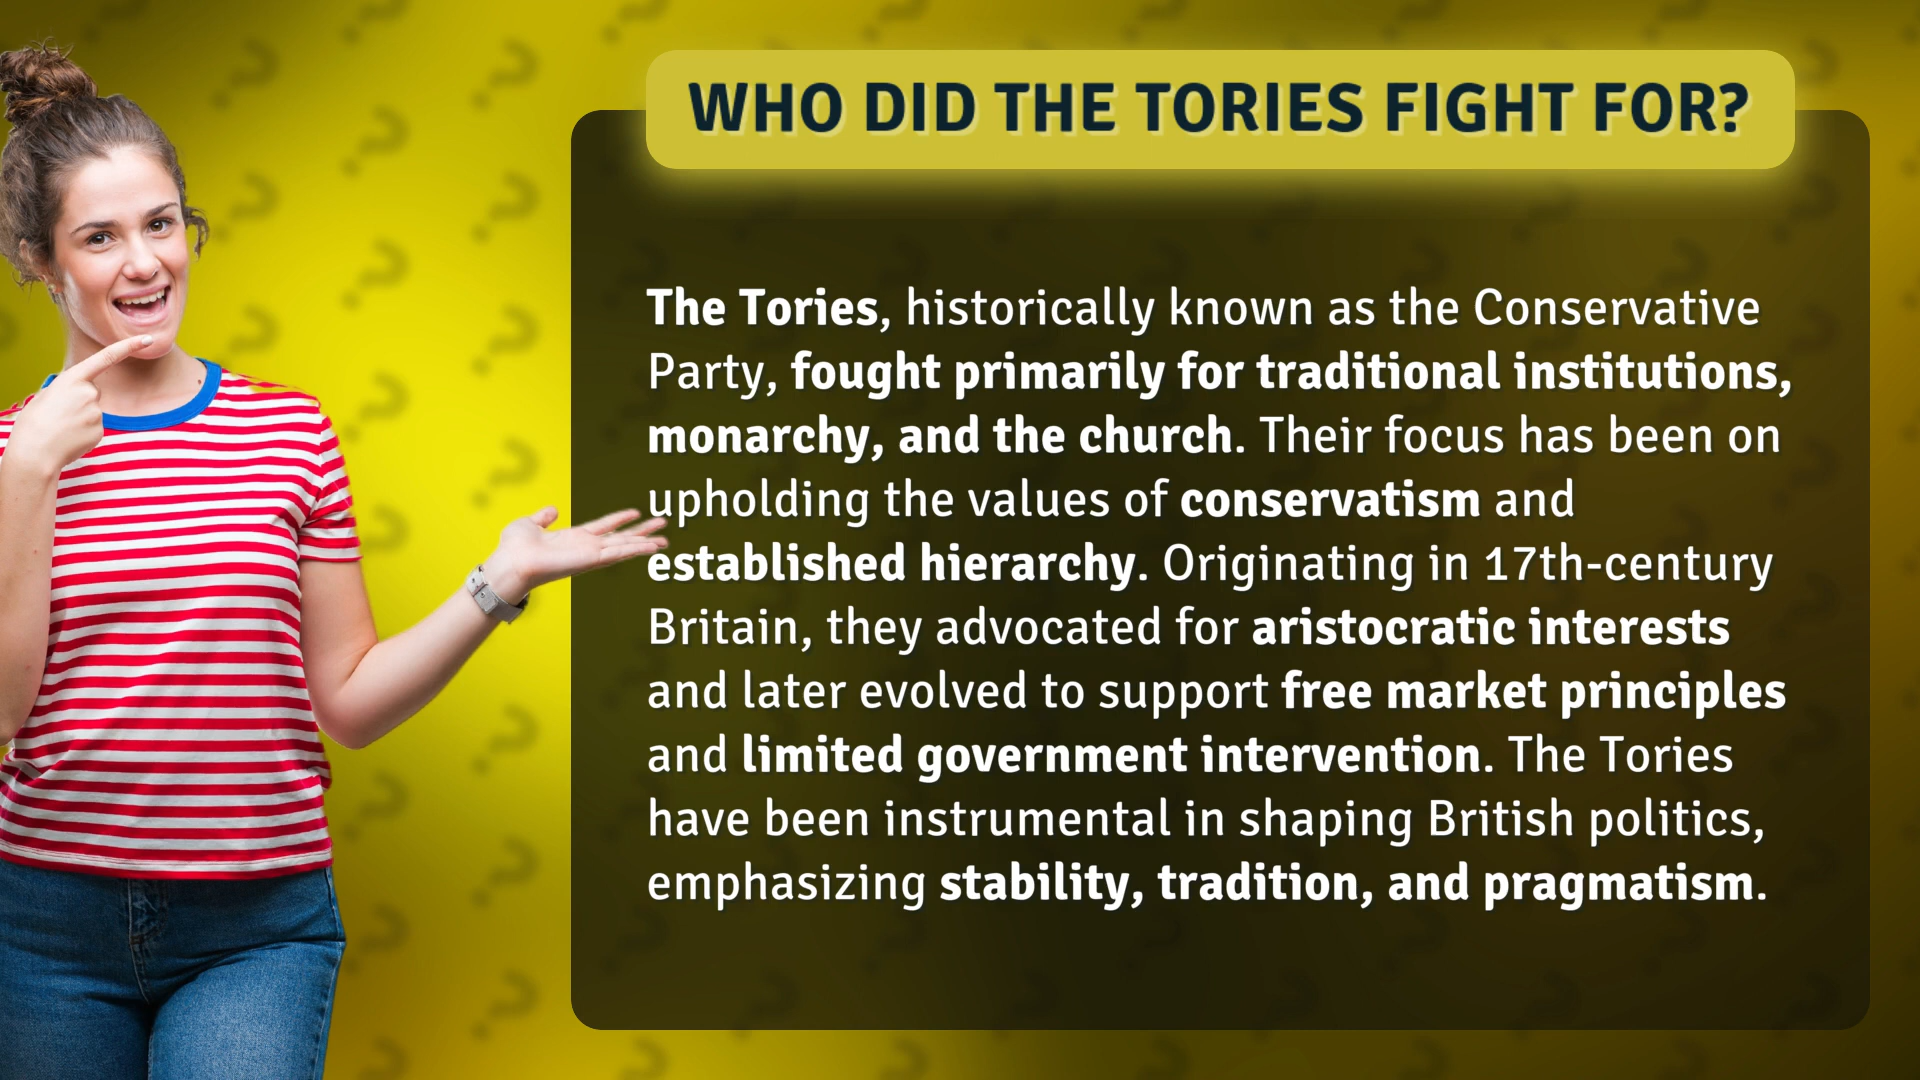 WHO DID THE TORIES FIGHT FOR?
The Tories, historically known as the Conservative
Party, fought primarily for traditional institutions,
monarchy, and the church. Their focus has been on
upholding the values of conservatism and
established hierarchy. Originating in 17th-century
Britain, they advocated for aristocratic interests
and later evolved to support free market principles
and limited government intervention. The Tories
have been instrumental in shaping British politics,
emphasizing stability, tradition, and pragmatism.